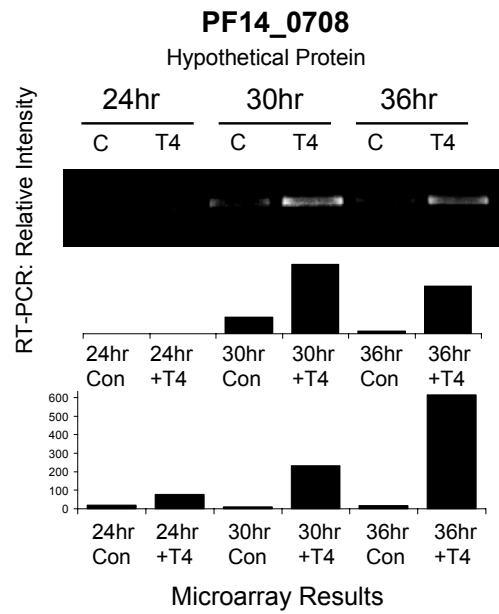 PF14_0708
Hypothetical Protein
24hr 30hr 36hr
C T4 C T4 C T4
RT-PCR: Relative Intensity
24hr 24hr 30hr 30hr 36hr 36hr
Con +T4 Con +T4 Con +T4
600
500
400
300
200
100
0
24hr 24hr 30hr 30hr 36hr 36hr
Con +T4 Con +T4 Con +T4
Microarray Results